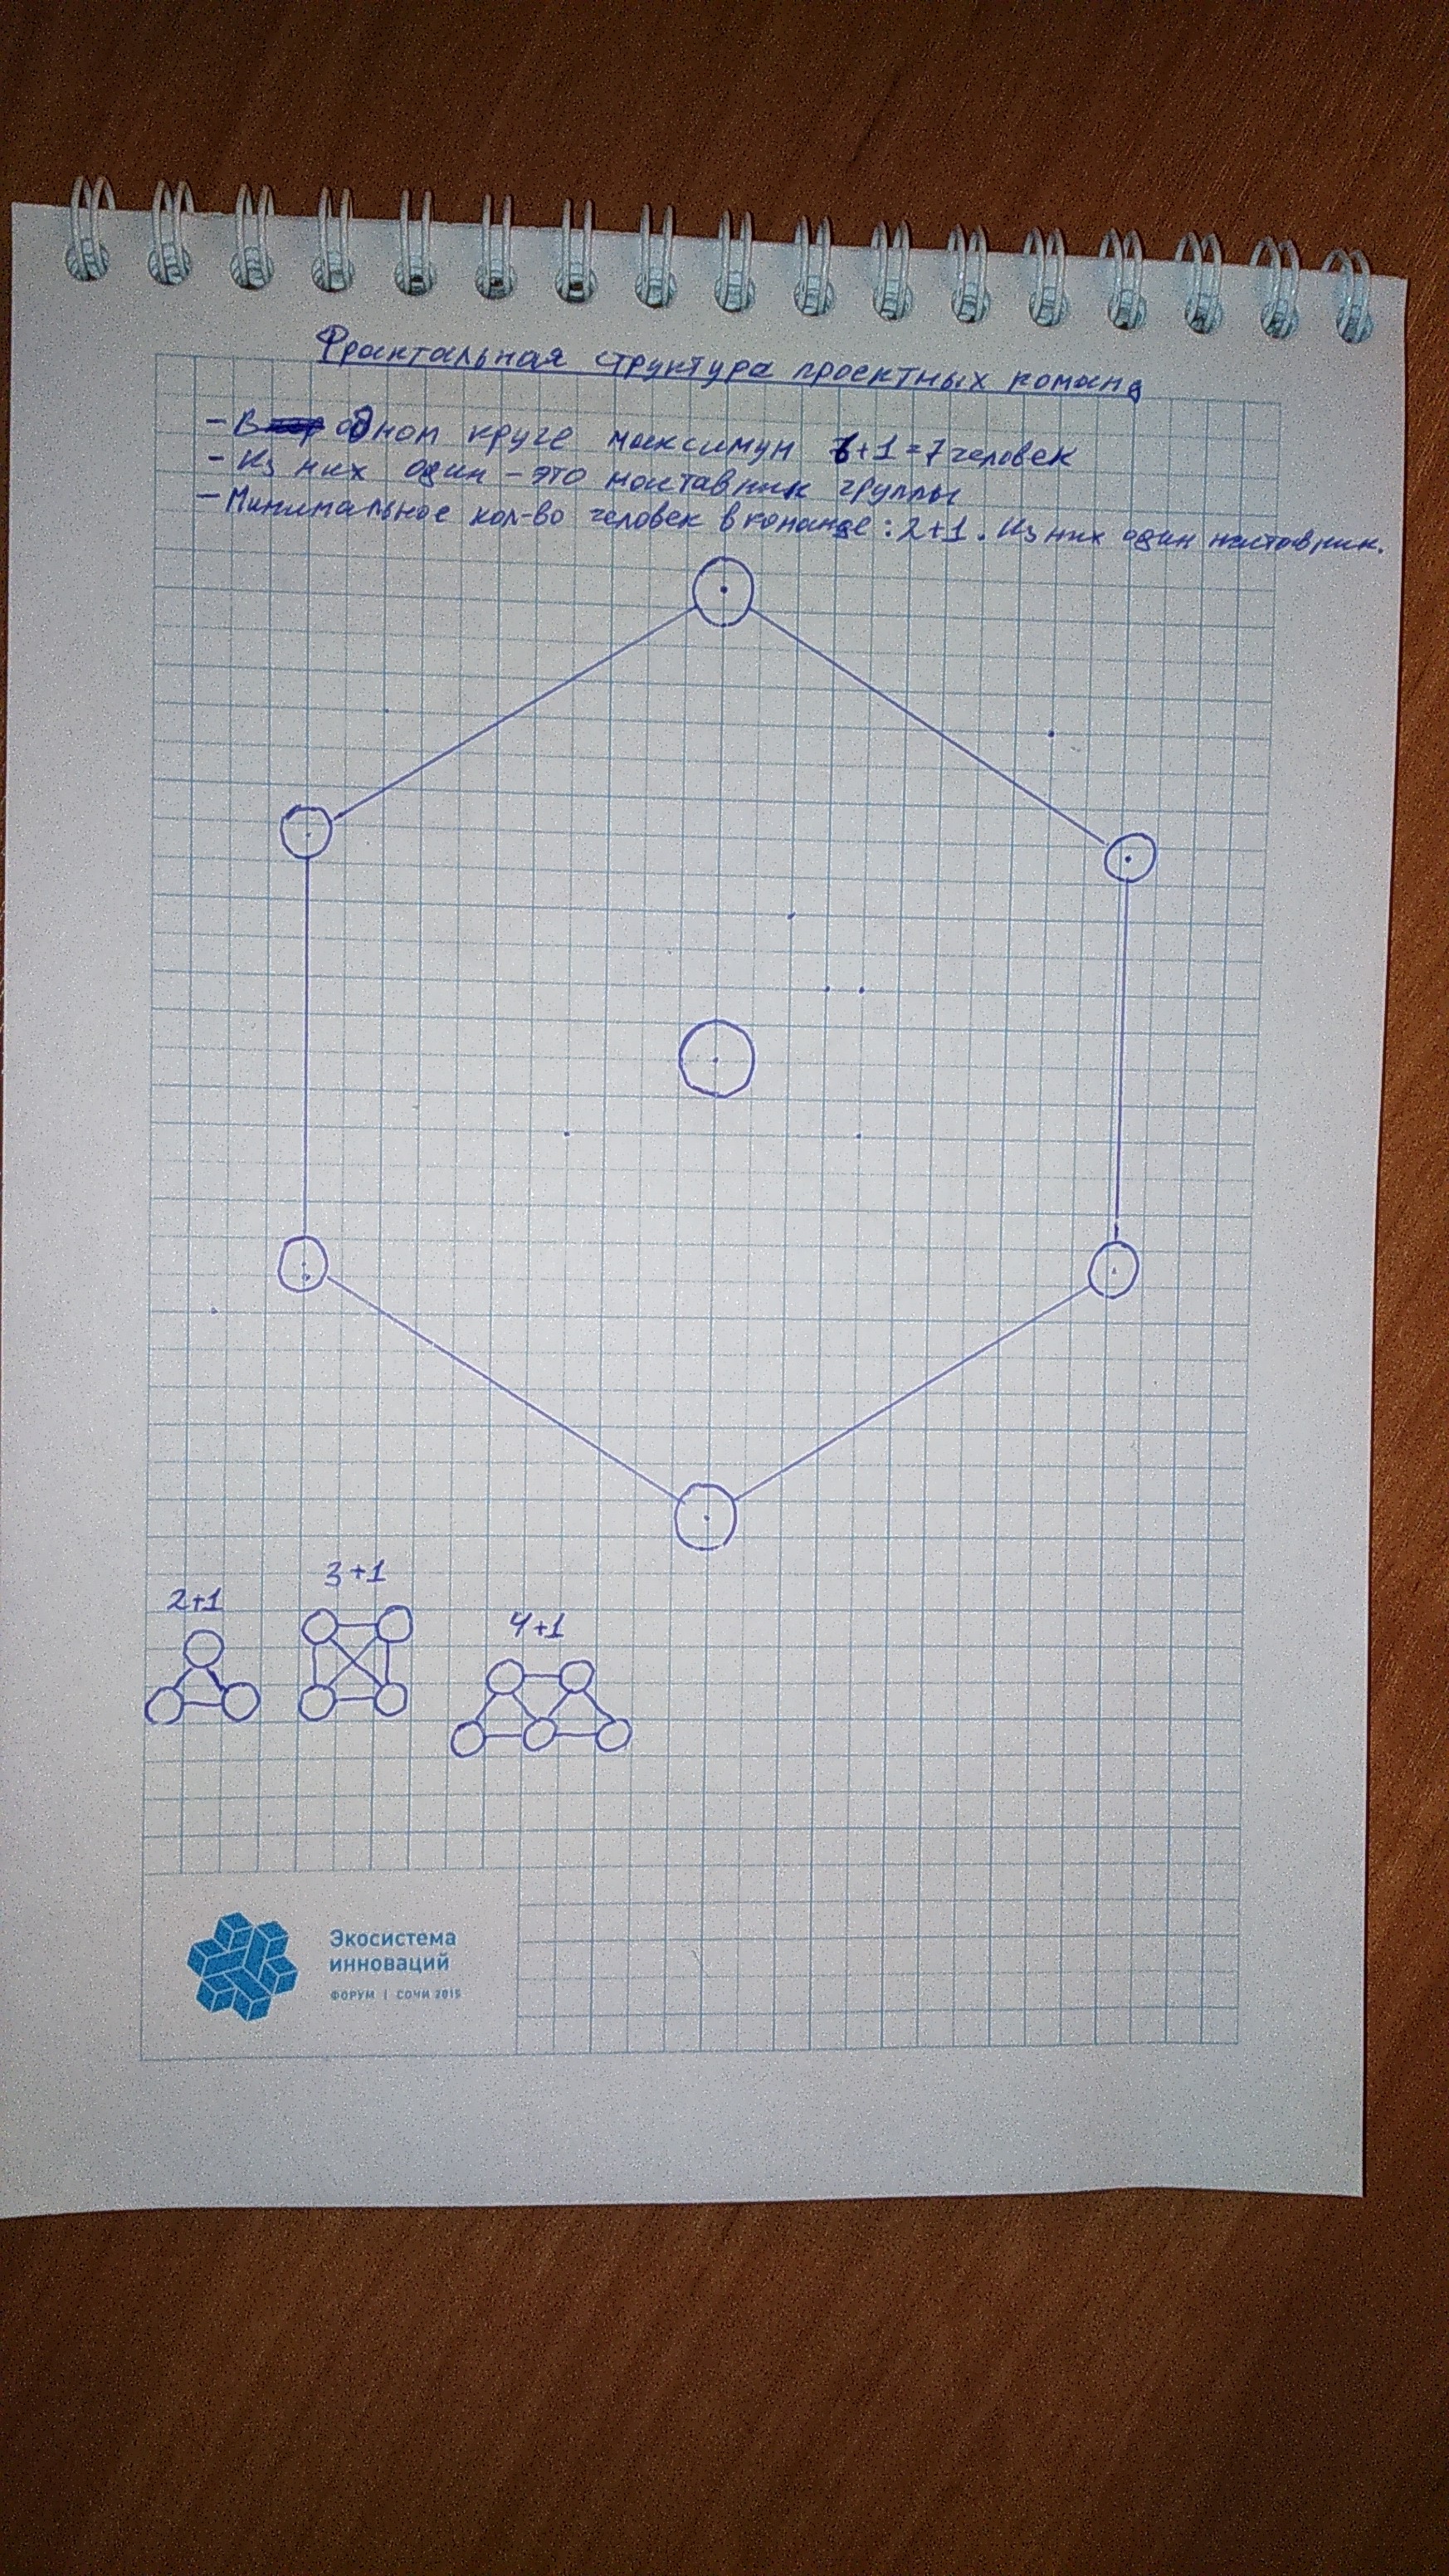 Фрактальная структура проектных команд
- В одном круге максимум 6+1=7 человек
- Из них один - это наставник группы
- Минимальное кол-во человек в команде: 2+1. Из них один наставник.
2+1
3+1
4+1
Экосистема
инноваций
ФОРУМ | СОЧИ 2015